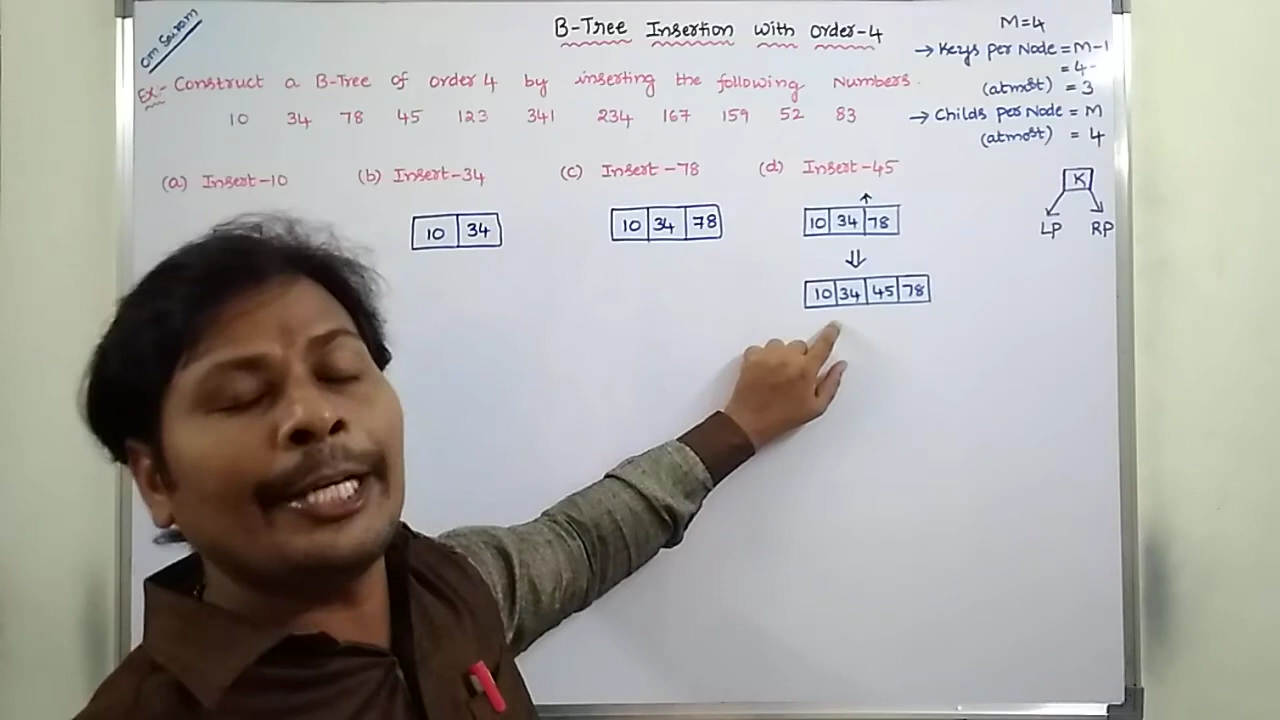 Om Sairam
B-Tree Insertion with Order-4
M=4
→ Keys per Node = M-1
= 4-
(atmost) = 3
→ Childs per Node = M
(atmost) = 4
Ex:- Construct a B-Tree of order 4 by inserting the following Numbers.
10 34 78 45 123 341 234 167 159 52 83
(a) Insert-10 (b) Insert-34 (c) Insert-78 (d) Insert-45
10 34
10 34 78
10 34 78
10 34 45 78
K
LP RP